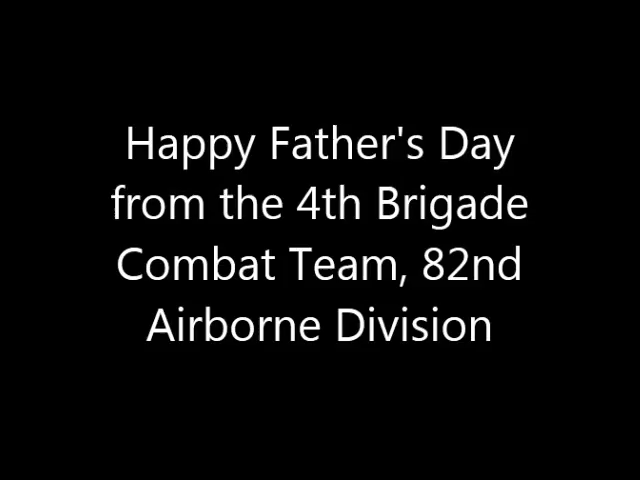 Happy Father's Day
from the 4th Brigade
Combat Team, 82nd
Airborne Division